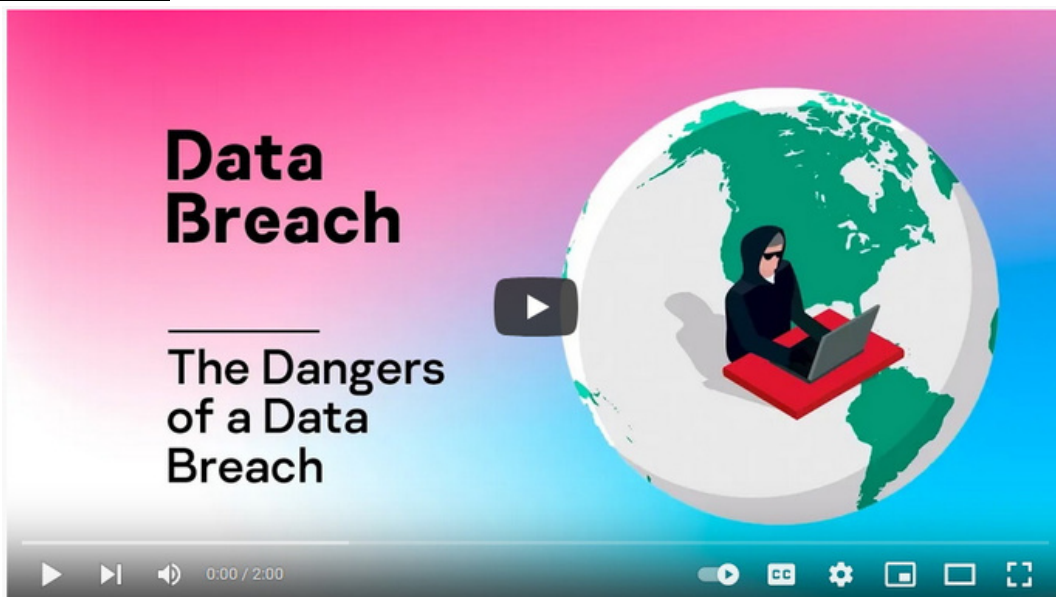 Data
Breach
The Dangers
of a Data
Breach
0:00 / 2:00
CC